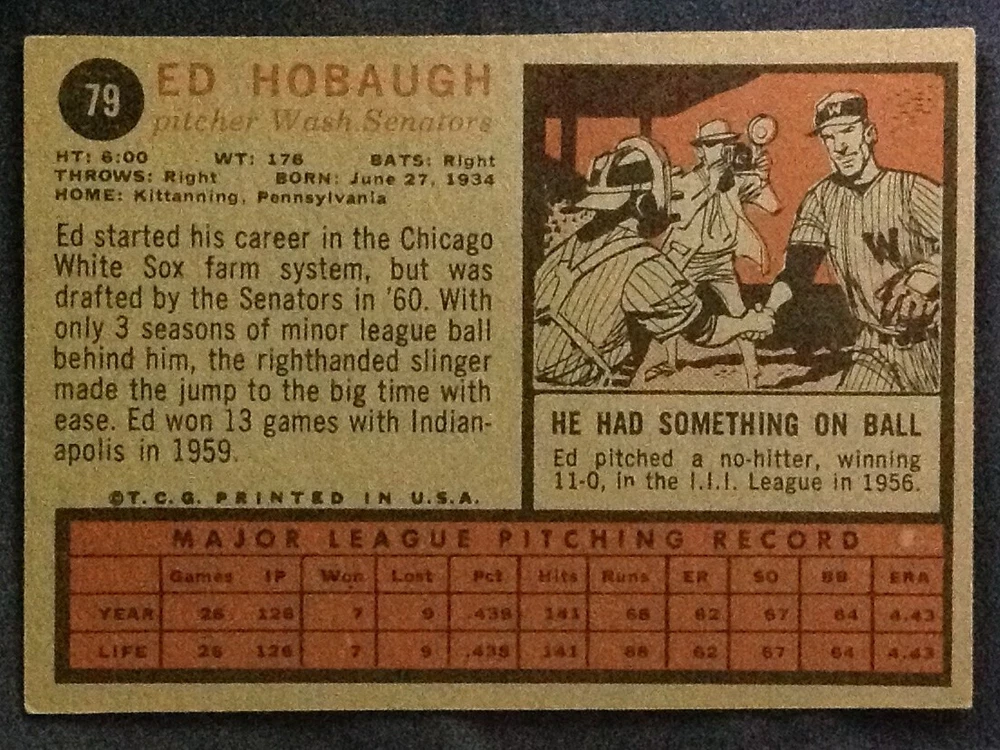 79
ED HOBAUGH
pitcher Wash. Senators
HT: 6:00 WT: 176 BATS: Right
THROWS: Right BORN: June 27, 1934
HOME: Kittanning, Pennsylvania
Ed started his career in the Chicago
White Sox farm system, but was
drafted by the Senators in '60. With
only 3 seasons of minor league ball
behind him, the righthanded slinger
made the jump to the big time with
ease. Ed won 13 games with Indian-
apolis in 1959.
©T.C.G. PRINTED IN U.S.A.
W
W
HE HAD SOMETHING ON BALL
Ed pitched a no-hitter, winning
11-0, in the I.I.I. League in 1956.
MAJOR LEAGUE PITCHING RECORD
Games IP Won Lost Pct Hits Runs ER SO BB ERA
YEAR 26 126 7 9 .438 141 68 62 67 64 4.43
LIFE 26 126 7 9 .438 141 68 62 67 64 4.43